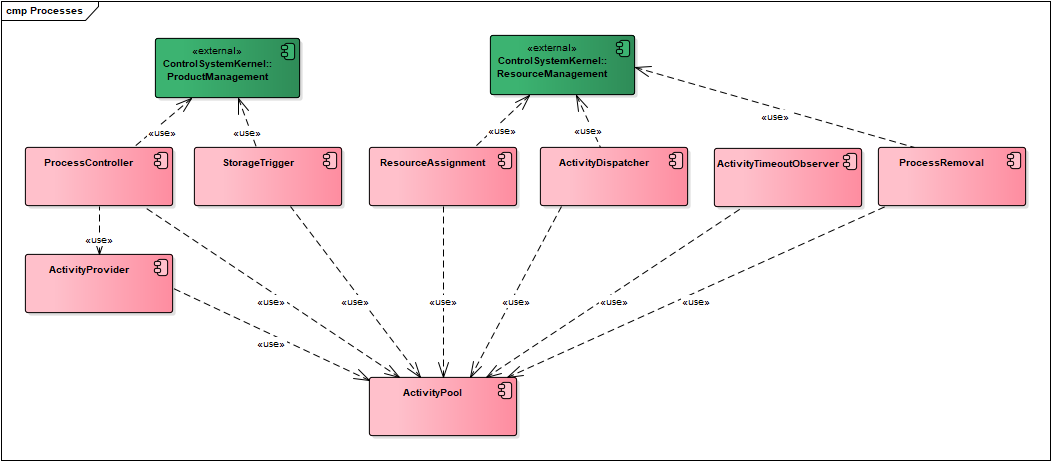 cmp Processes
«external»
ControlSystemKernel::
ProductManagement
«external»
ControlSystemKernel::
ResourceManagement
«use»
«use»
«use»
«use»
«use»
ProcessController
StorageTrigger
ResourceAssignment
ActivityDispatcher
ActivityTimeoutObserver
ProcessRemoval
«use»
ActivityProvider
«use»
«use»
«use»
«use»
«use»
«use»
«use»
ActivityPool